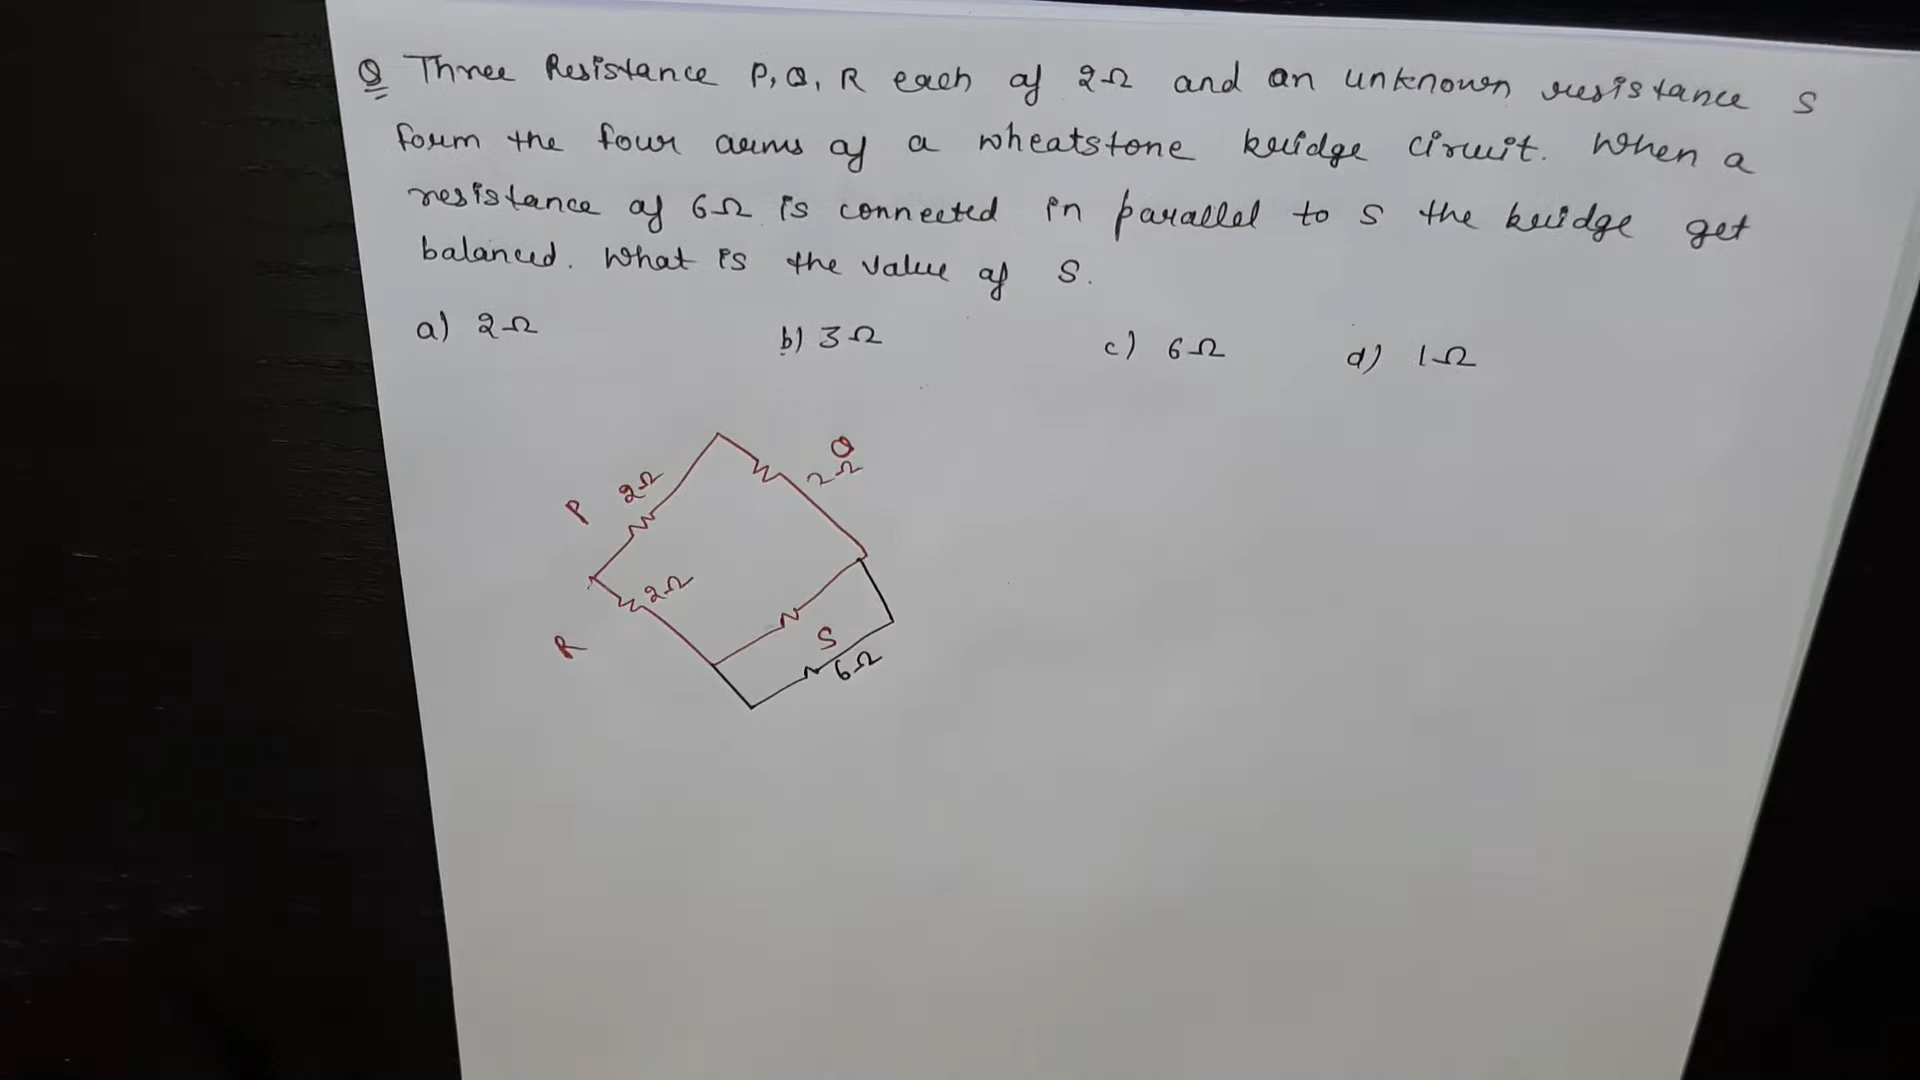 Q Three Resistance P, Q, R each of 2Ω and an unknown resistance S
form the four arms of a wheatstone bridge circuit. When a
resistance of 6Ω is connected in parallel to S the bridge get
balanced. What is the value of S.
a) 2Ω b) 3Ω c) 6Ω d) 1Ω
P 2Ω Q 2Ω
R 2Ω
S
6Ω